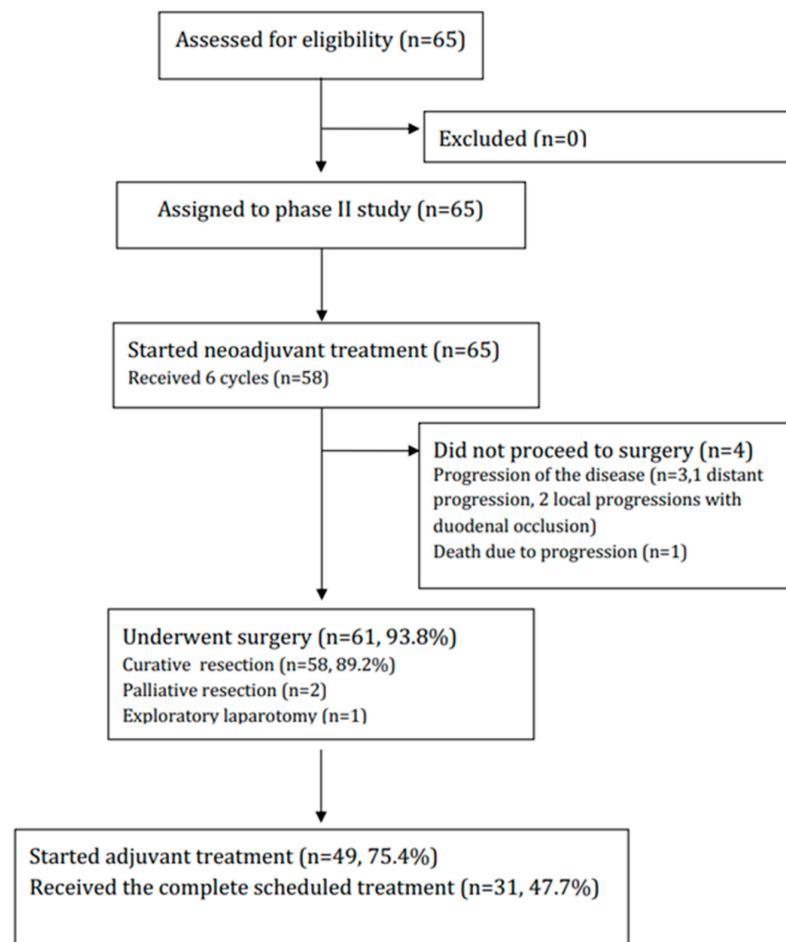 Assessed for eligibility (n=65)
Excluded (n=0)
Assigned to phase II study (n=65)
Started neoadjuvant treatment (n=65)
Received 6 cycles (n=58)
Did not proceed to surgery (n=4)
Progression of the disease (n=3,1 distant
progression, 2 local progressions with
duodenal occlusion)
Death due to progression (n=1)
Underwent surgery (n=61, 93.8%)
Curative resection (n=58, 89.2%)
Palliative resection (n=2)
Exploratory laparotomy (n=1)
Started adjuvant treatment (n=49, 75.4%)
Received the complete scheduled treatment (n=31, 47.7%)